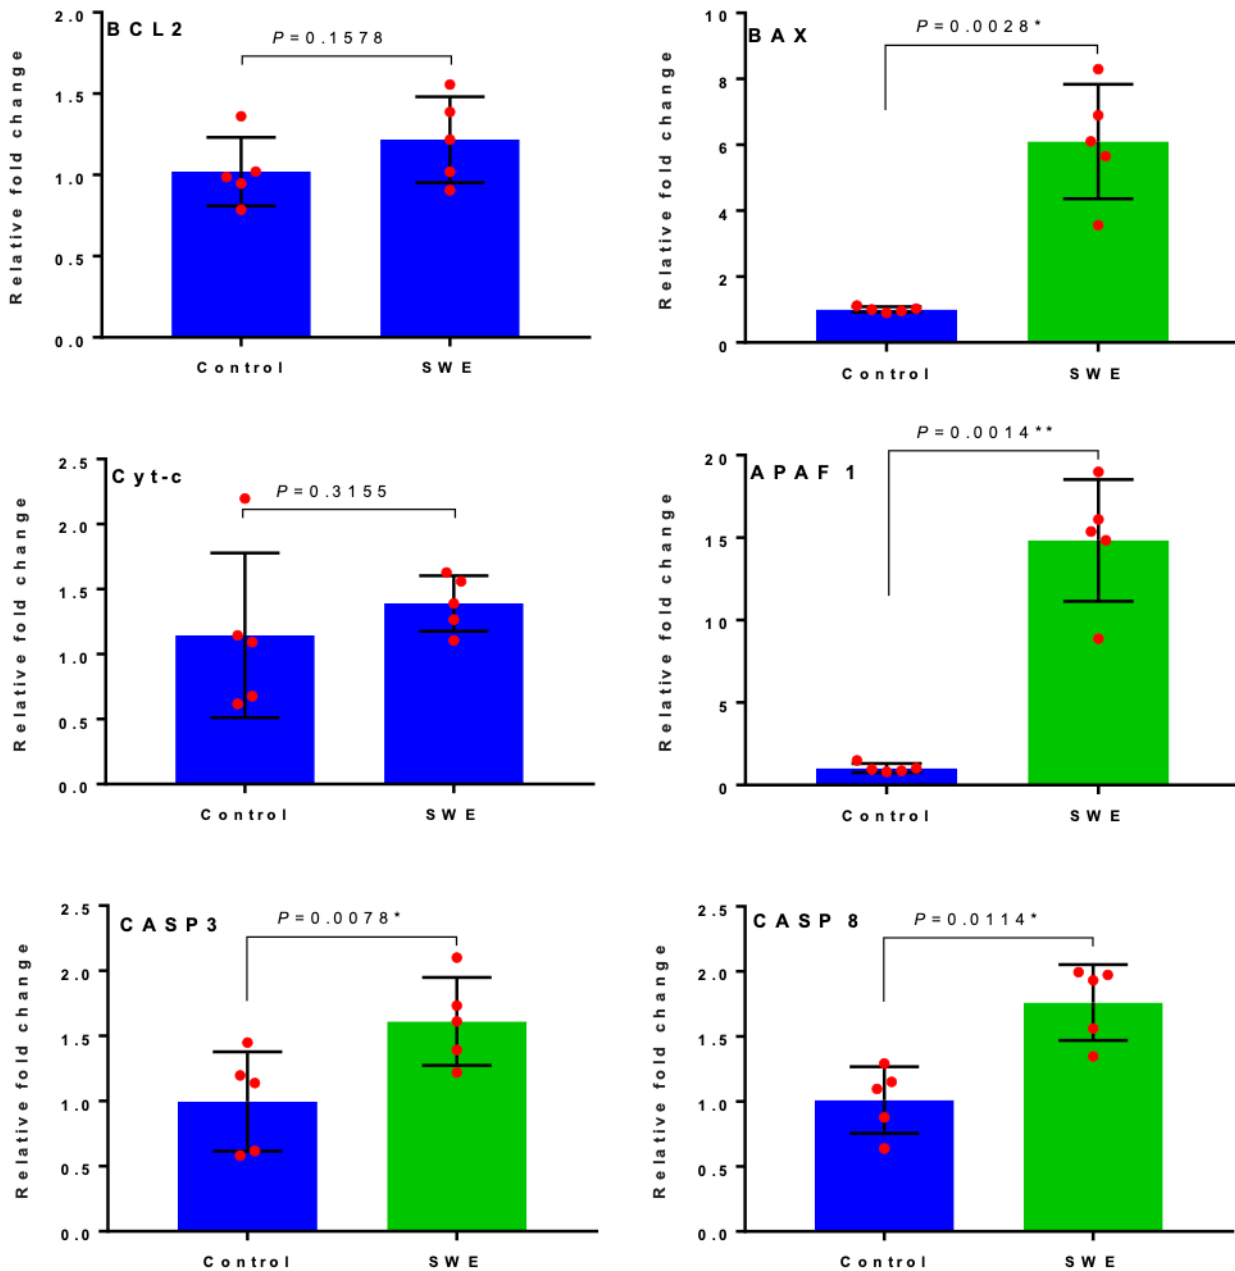 BCL2
P=0.1578
Relative fold change
2.0
1.5
1.0
0.5
0.0
Control SWE
BAX
P=0.0028*
Relative fold change
10
8
6
4
2
0
Control SWE
Cyt-c
P=0.3155
Relative fold change
2.5
2.0
1.5
1.0
0.5
0.0
Control SWE
APAF 1
P=0.0014**
Relative fold change
20
15
10
5
0
Control SWE
CASP3
P=0.0078*
Relative fold change
2.5
2.0
1.5
1.0
0.5
0.0
Control SWE
CASP 8
P=0.0114*
Relative fold change
2.5
2.0
1.5
1.0
0.5
0.0
Control SWE